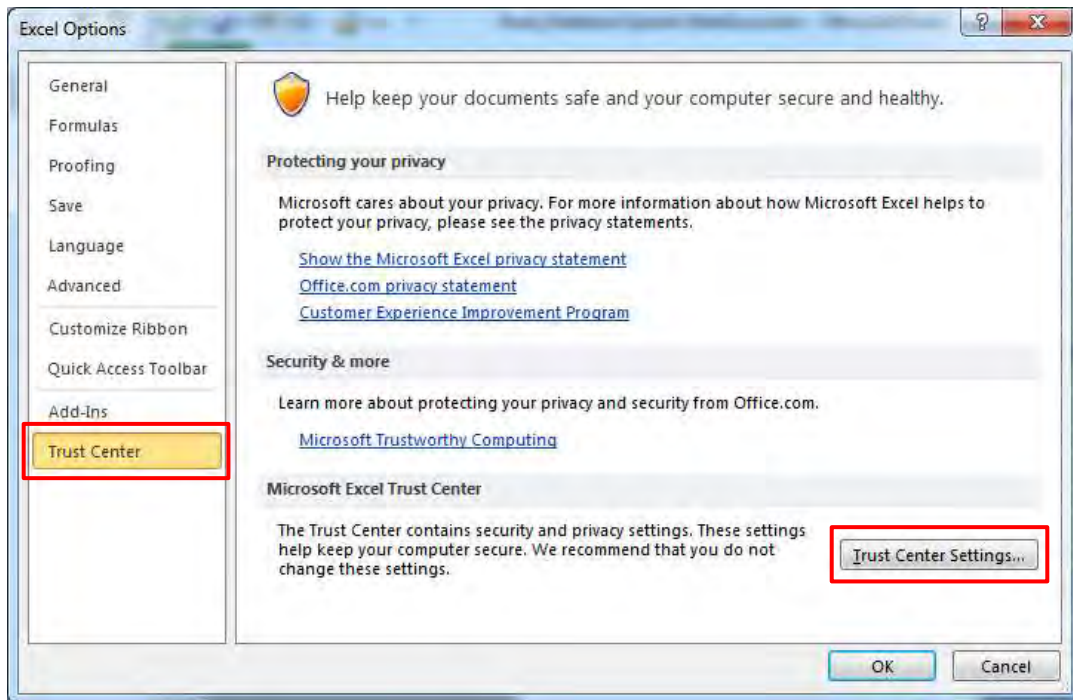 Excel Options
General
Formulas
Proofing
Save
Language
Advanced
Customize Ribbon
Quick Access Toolbar
Add-Ins
Trust Center
Help keep your documents safe and your computer secure and healthy.
Protecting your privacy
Microsoft cares about your privacy. For more information about how Microsoft Excel helps to
protect your privacy, please see the privacy statements.
Show the Microsoft Excel privacy statement
Office.com privacy statement
Customer Experience Improvement Program
Security & more
Learn more about protecting your privacy and security from Office.com.
Microsoft Trustworthy Computing
Microsoft Excel Trust Center
The Trust Center contains security and privacy settings. These settings
help keep your computer secure. We recommend that you do not
change these settings.
Trust Center Settings...
OK
Cancel